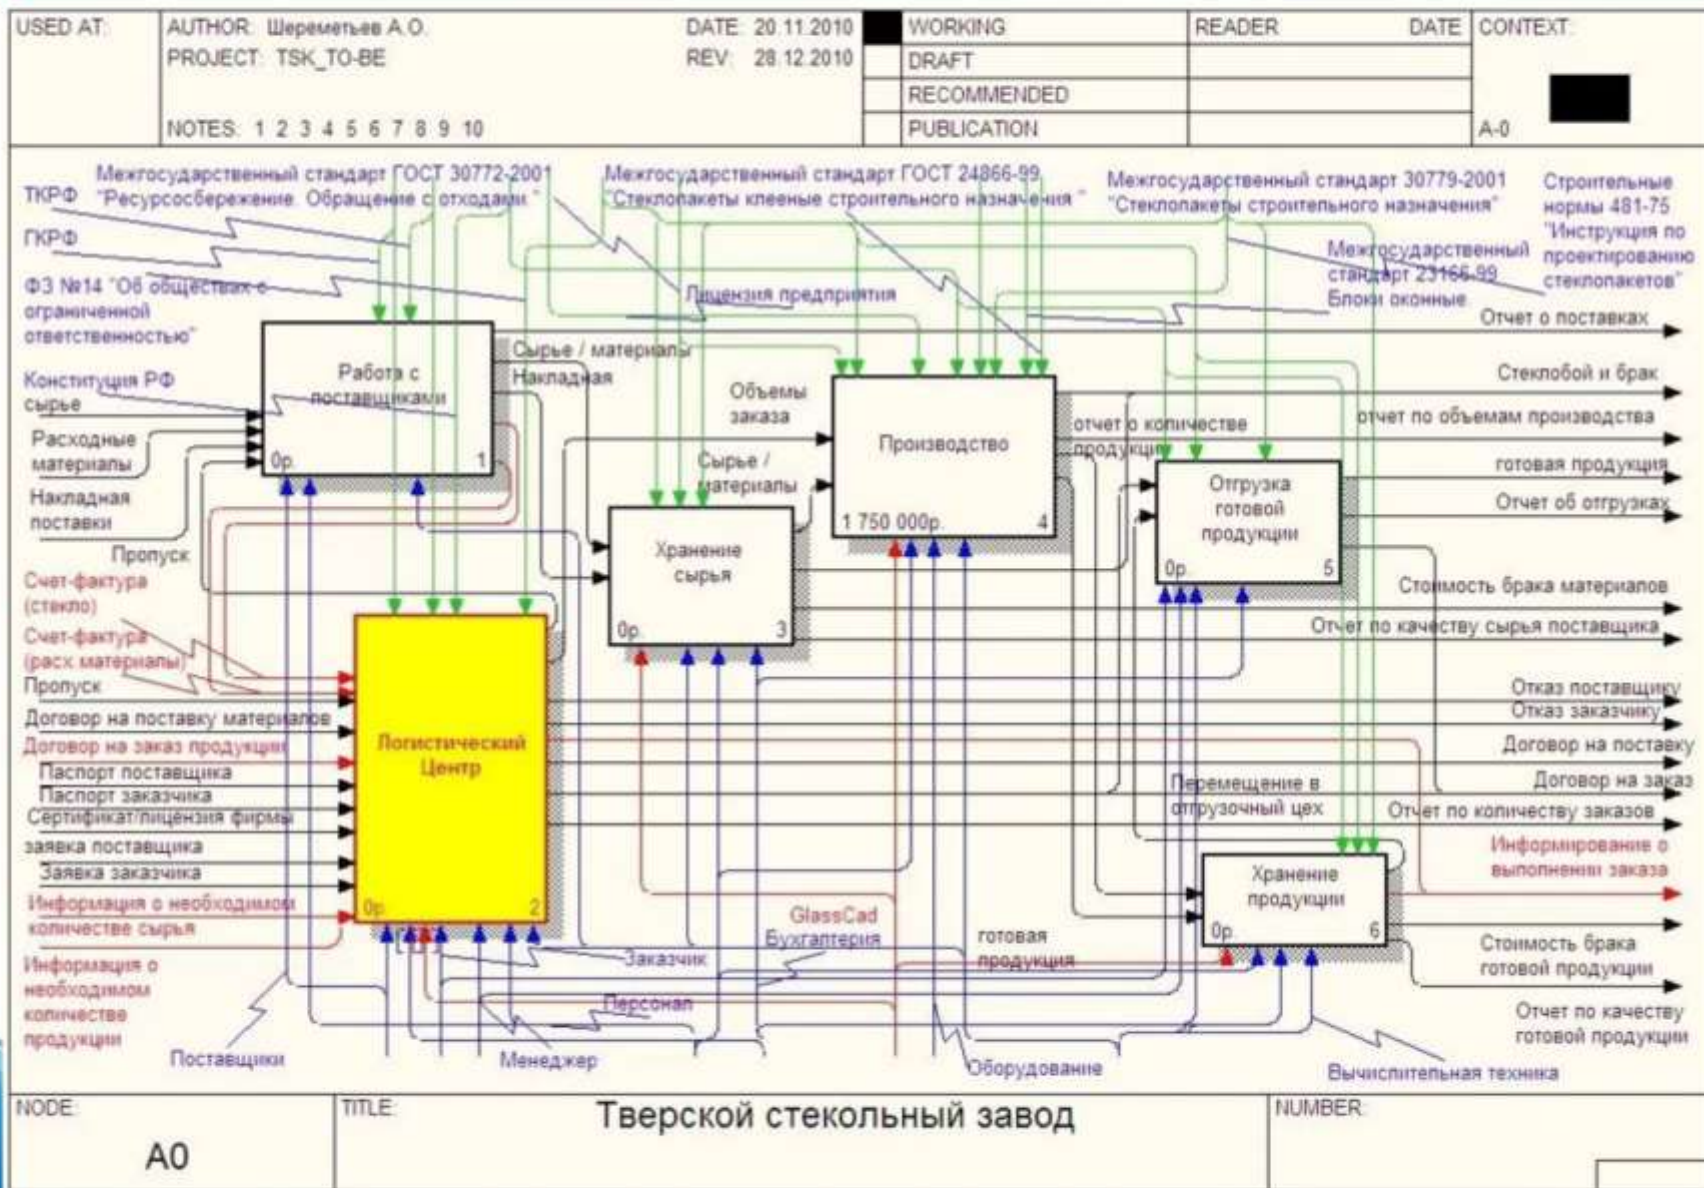 USED AT:
AUTHOR: Шереметьев А.О.
DATE: 20.11.2010
PROJECT: TSK_TO-BE
REV: 28.12.2010
NOTES: 1 2 3 4 5 6 7 8 9 10
WORKING
DRAFT
RECOMMENDED
PUBLICATION
READER
DATE
CONTEXT:
A-0
ТКРФ
Межгосударственный стандарт ГОСТ 30772-2001
"Ресурсосбережение. Обращение с отходами."
Межгосударственный стандарт ГОСТ 24866-99
"Стеклопакеты клееные строительного назначения "
Межгосударственный стандарт 30779-2001
"Стеклопакеты строительного назначения"
Строительные
нормы 481-75
"Инструкция по
проектированию
стеклопакетов"
ГКРФ
Межгосударственный
стандарт 23166-99
Блоки оконные
ФЗ №14 "Об обществах с
ограниченной
ответственностью"
Лицензия предприятия
Отчет о поставках
Конституция РФ
сырье
Расходные
материалы
Накладная
поставки
Пропуск
Работа с
поставщиками
0р.
1
Сырье / материалы
Накладная
Объемы
заказа
Сырье /
материалы
Производство
1 750 000р.
4
Стеклобой и брак
отчет по объемам производства
отчет о количестве
продукции
готовая продукция
Отчет об отгрузках
Отгрузка
готовой
продукции
0р.
5
Хранение
сырья
0р.
3
Стоимость брака материалов
Отчет по качеству сырья поставщика
Счет-фактура
(стекло)
Счет-фактура
(расх.материалы)
Пропуск
Договор на поставку материалов
Договор на заказ продукции
Паспорт поставщика
Паспорт заказчика
Сертификат/лицензия фирмы
заявка поставщика
Заявка заказчика
Информация о необходимом
количестве сырья
Информация о
необходимом
количестве
продукции
Логистический
Центр
0р.
2
Отказ поставщику
Отказ заказчику
Договор на поставку
Договор на заказ
Перемещение в
отгрузочный цех
Отчет по количеству заказов
Информирование о
выполнении заказа
Хранение
продукции
0р.
6
GlassCad
Бухгалтерия
готовая
продукция
Заказчик
Персонал
Стоимость брака
готовой продукции
Отчет по качеству
готовой продукции
Поставщики
Менеджер
Оборудование
Вычислительная техника
NODE:
A0
TITLE:
Тверской стекольный завод
NUMBER: